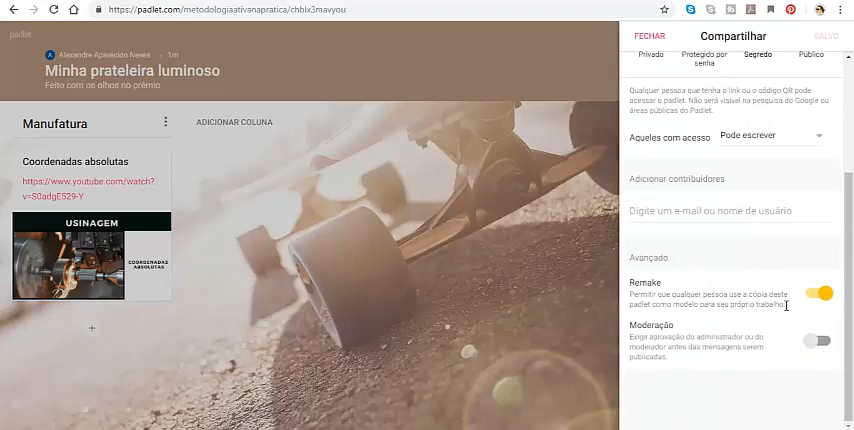 https://padlet.com/metodologiaativanapratica/chblx3mavyou
padlet
Alexandre Aparecido Neves • 1m
Minha prateleira luminoso
Feito com os olhos no prêmio
Manufatura
ADICIONAR COLUNA
Coordenadas absolutas
https://www.youtube.com/watch?
v=S0adgE529-Y
USINAGEM
COORDENADAS
ABSOLUTAS
FECHAR
Compartilhar
SALVO
Privado
Protegido por
senha
Segredo
Público
Qualquer pessoa que tenha o link ou o código QR pode
acessar o padlet. Não será visível na pesquisa do Google ou
áreas públicas do Padlet.
Aqueles com acesso
Pode escrever
Adicionar contribuidores
Digite um e-mail ou nome de usuário
Avançado
Remake
Permitir que qualquer pessoa use a cópia deste
padlet como modelo para seu próprio trabalho.
Moderação
Exige aprovação do administrador ou do
moderador antes das mensagens serem
publicadas.